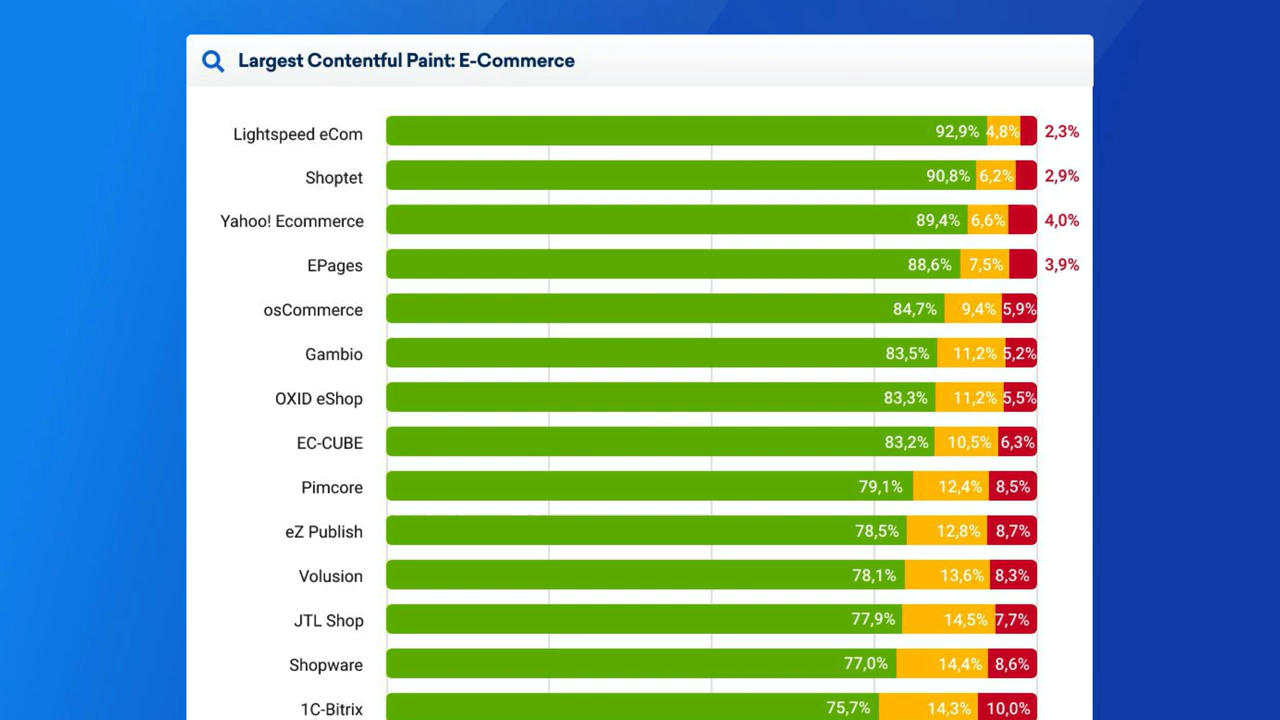 Largest Contentful Paint: E-Commerce
Lightspeed eCom 92,9% 4,8% 2,3%
Shoptet 90,8% 6,2% 2,9%
Yahoo! Ecommerce 89,4% 6,6% 4,0%
EPages 88,6% 7,5% 3,9%
osCommerce 84,7% 9,4% 5,9%
Gambio 83,5% 11,2% 5,2%
OXID eShop 83,3% 11,2% 5,5%
EC-CUBE 83,2% 10,5% 6,3%
Pimcore 79,1% 12,4% 8,5%
eZ Publish 78,5% 12,8% 8,7%
Volusion 78,1% 13,6% 8,3%
JTL Shop 77,9% 14,5% 7,7%
Shopware 77,0% 14,4% 8,6%
1C-Bitrix 75,7% 14,3% 10,0%